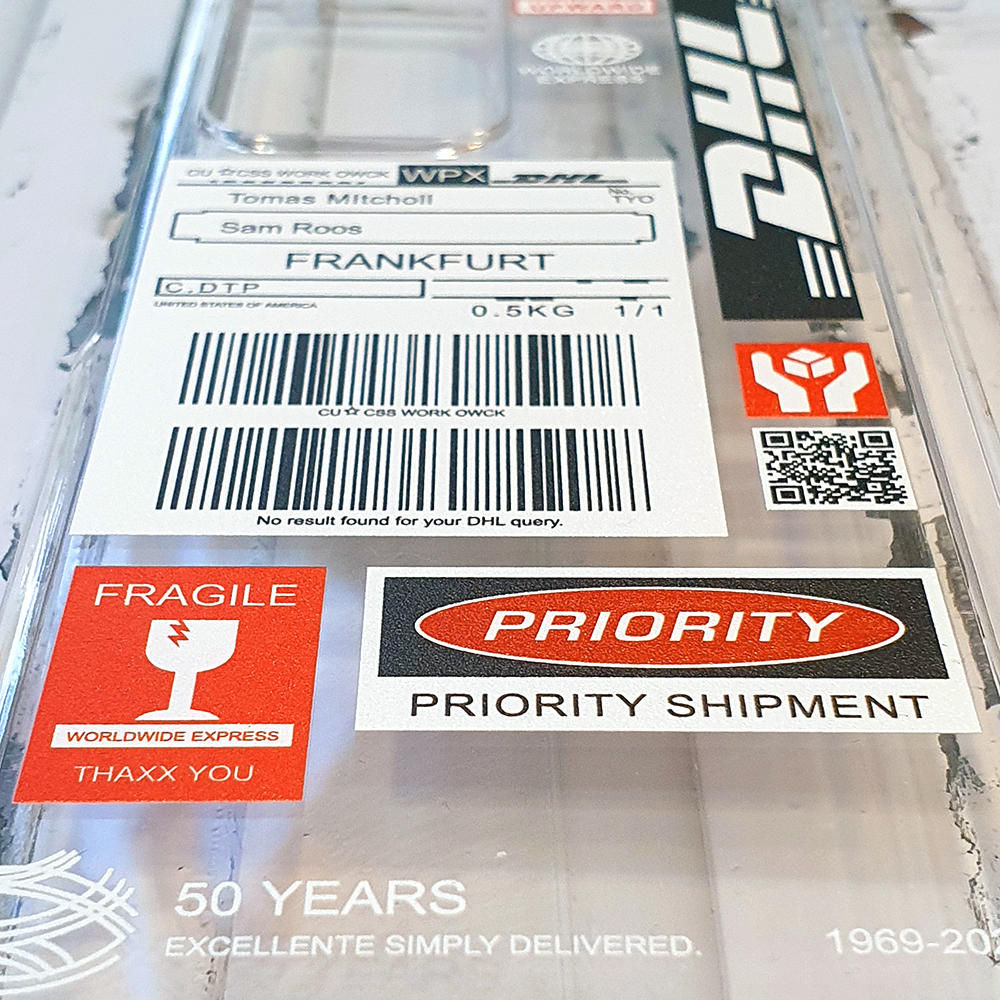 UPWARD
WORLDWIDE
EXPRESS
DHL
CU ☆ CSS WORK OWCK WPX DHL
Tomas Mitcholl
No.
TYO
Sam Roos
FRANKFURT
C.DTP
UNITED STATES OF AMERICA
0.5KG 1/1
CU ☆ CSS WORK OWCK
No result found for your DHL query.
FRAGILE
WORLDWIDE EXPRESS
THAXX YOU
PRIORITY
PRIORITY SHIPMENT
50 YEARS
EXCELLENTE SIMPLY DELIVERED.